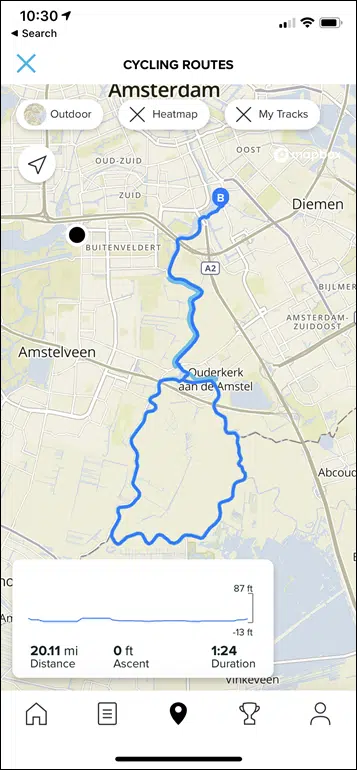 10:30
Search
CYCLING ROUTES
Amsterdam
Outdoor
Heatmap
My Tracks
OOST
OUD-ZUID
mapbox
ZUID
B
Diemen
BUITENVELDERT
A2
BIJLMER
AMSTERDAM-
ZUIDOOST
Amstelveen
Ouderkerk
aan de Amstel
Abcou
87 ft
-13 ft
20.11 mi
Distance
0 ft
Ascent
1:24
Duration
Vinkeveen